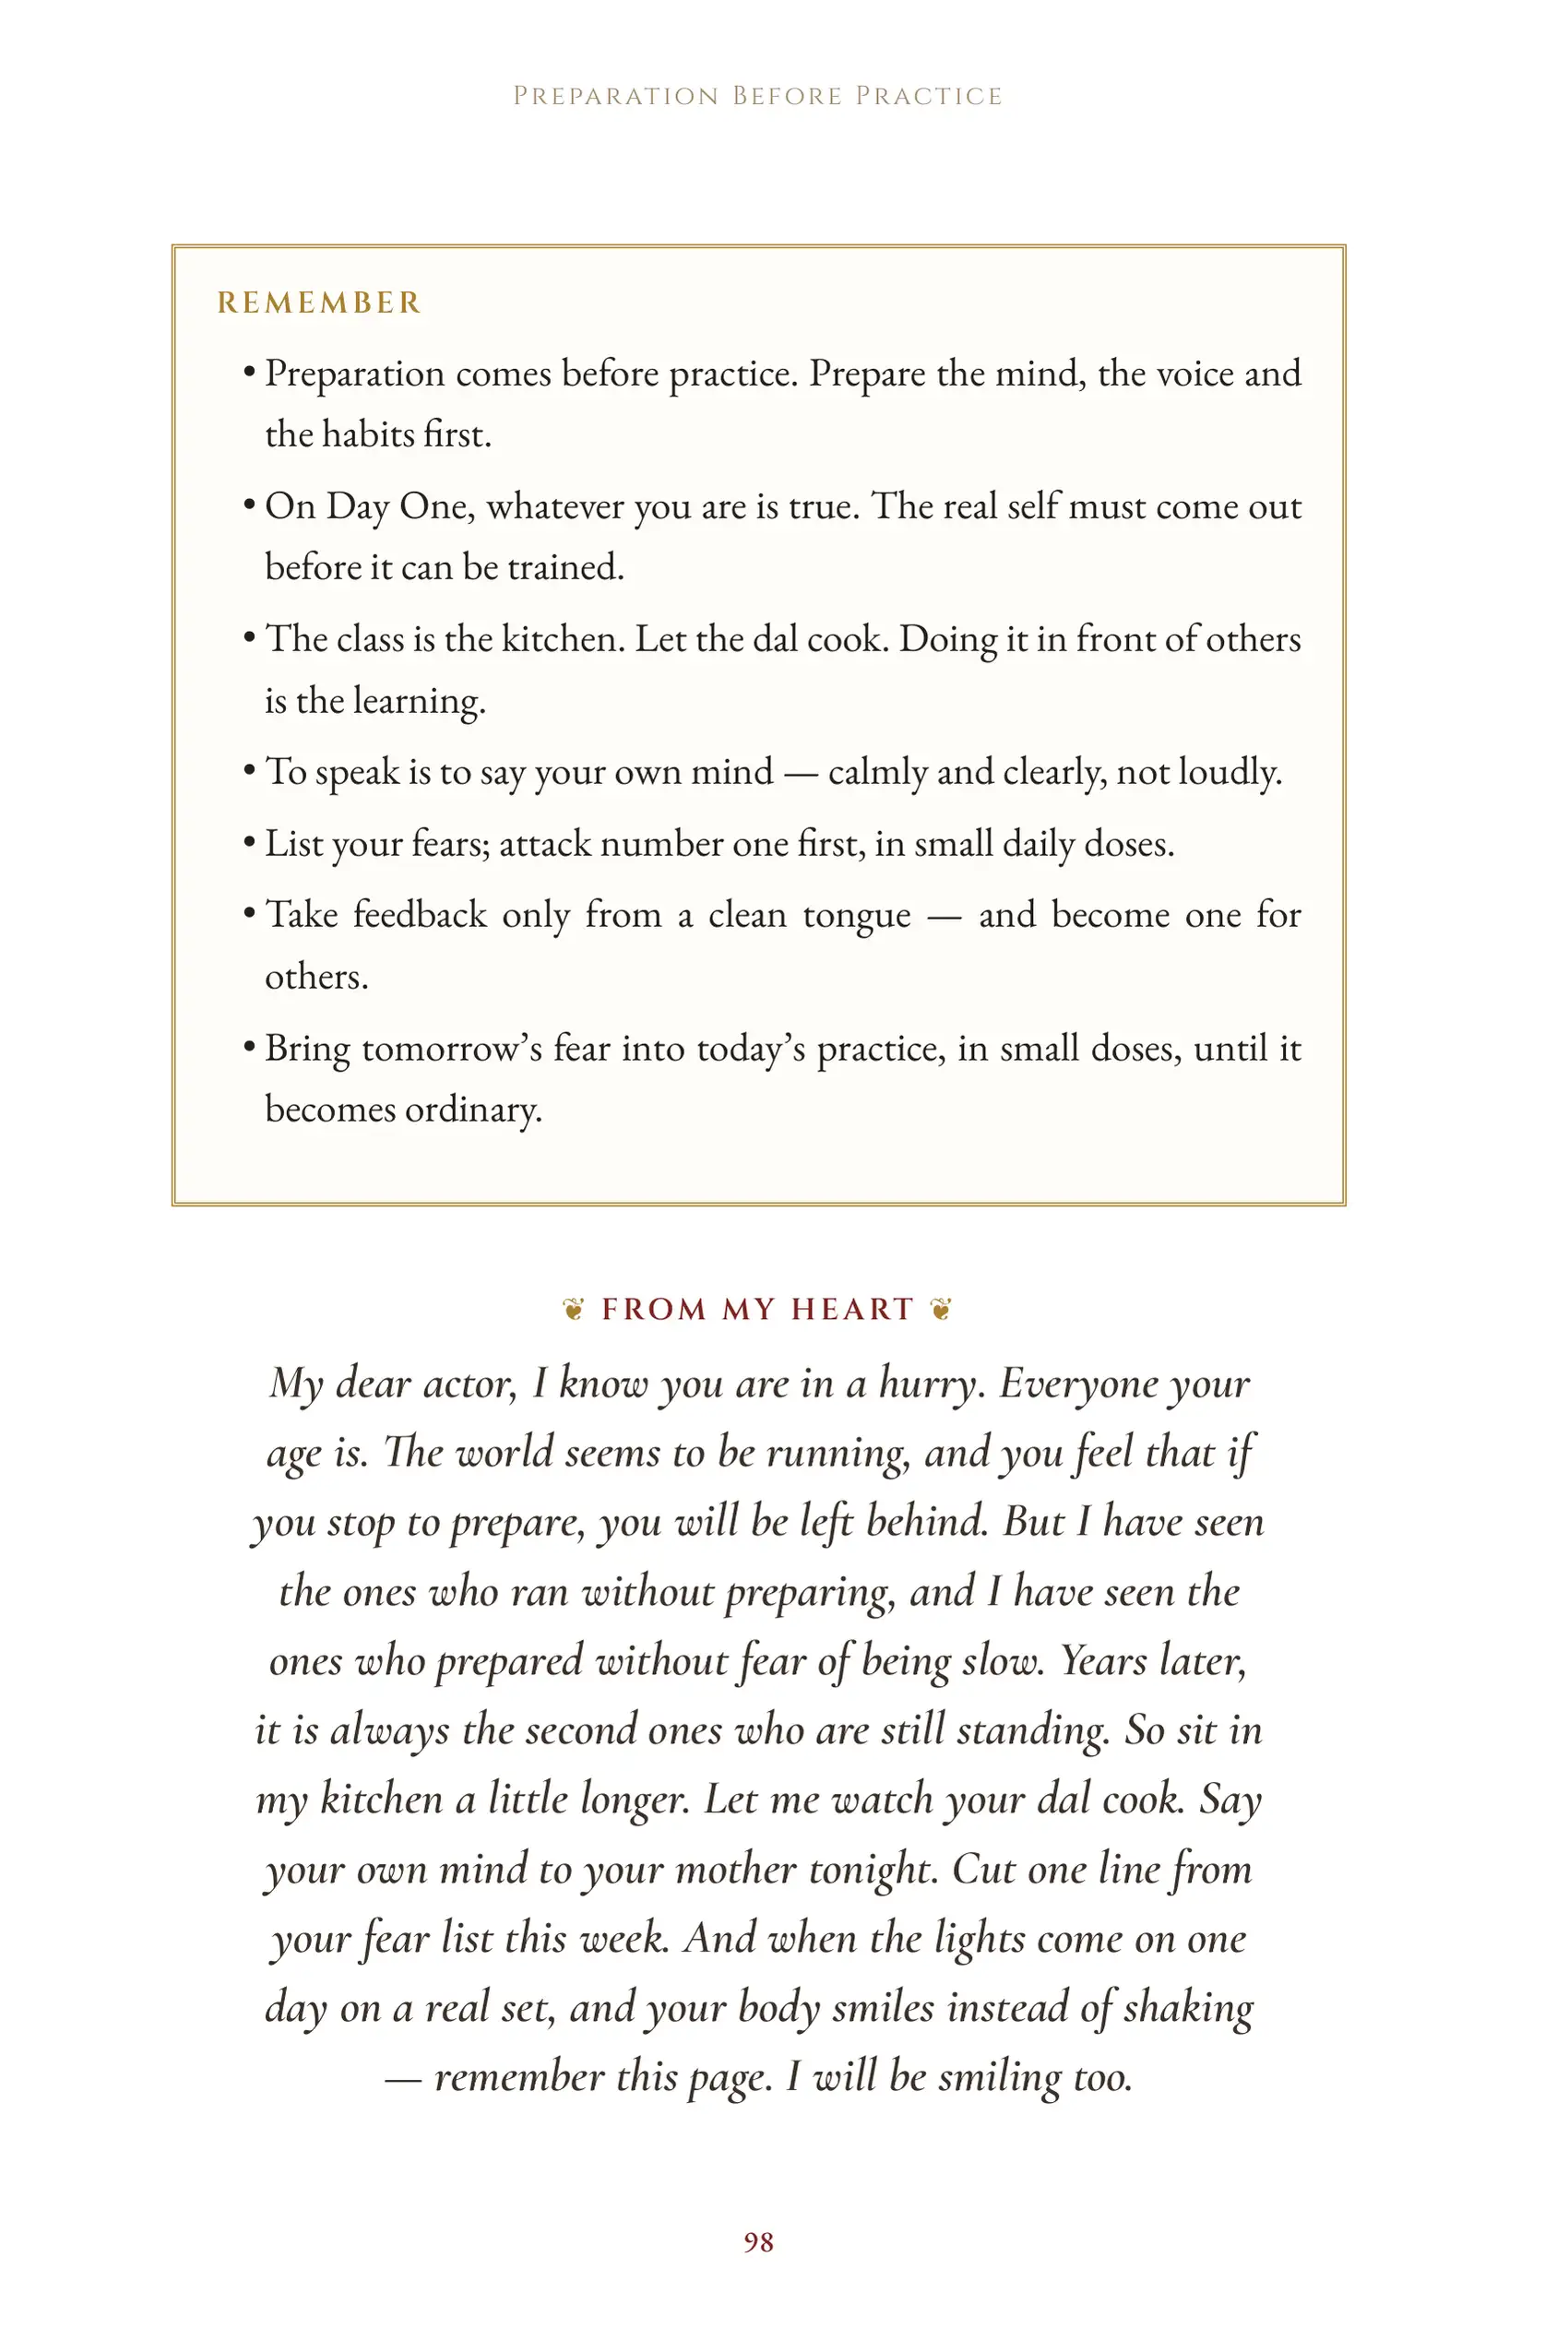 Preparation Before Practice
REMEMBER
• Preparation comes before practice. Prepare the mind, the voice and
the habits first.
• On Day One, whatever you are is true. The real self must come out
before it can be trained.
• The class is the kitchen. Let the dal cook. Doing it in front of others
is the learning.
• To speak is to say your own mind — calmly and clearly, not loudly.
• List your fears; attack number one first, in small daily doses.
• Take feedback only from a clean tongue — and become one for
others.
• Bring tomorrow’s fear into today’s practice, in small doses, until it
becomes ordinary.
❦ FROM MY HEART ❦
My dear actor, I know you are in a hurry. Everyone your
age is. The world seems to be running, and you feel that if
you stop to prepare, you will be left behind. But I have seen
the ones who ran without preparing, and I have seen the
ones who prepared without fear of being slow. Years later,
it is always the second ones who are still standing. So sit in
my kitchen a little longer. Let me watch your dal cook. Say
your own mind to your mother tonight. Cut one line from
your fear list this week. And when the lights come on one
day on a real set, and your body smiles instead of shaking
— remember this page. I will be smiling too.
98